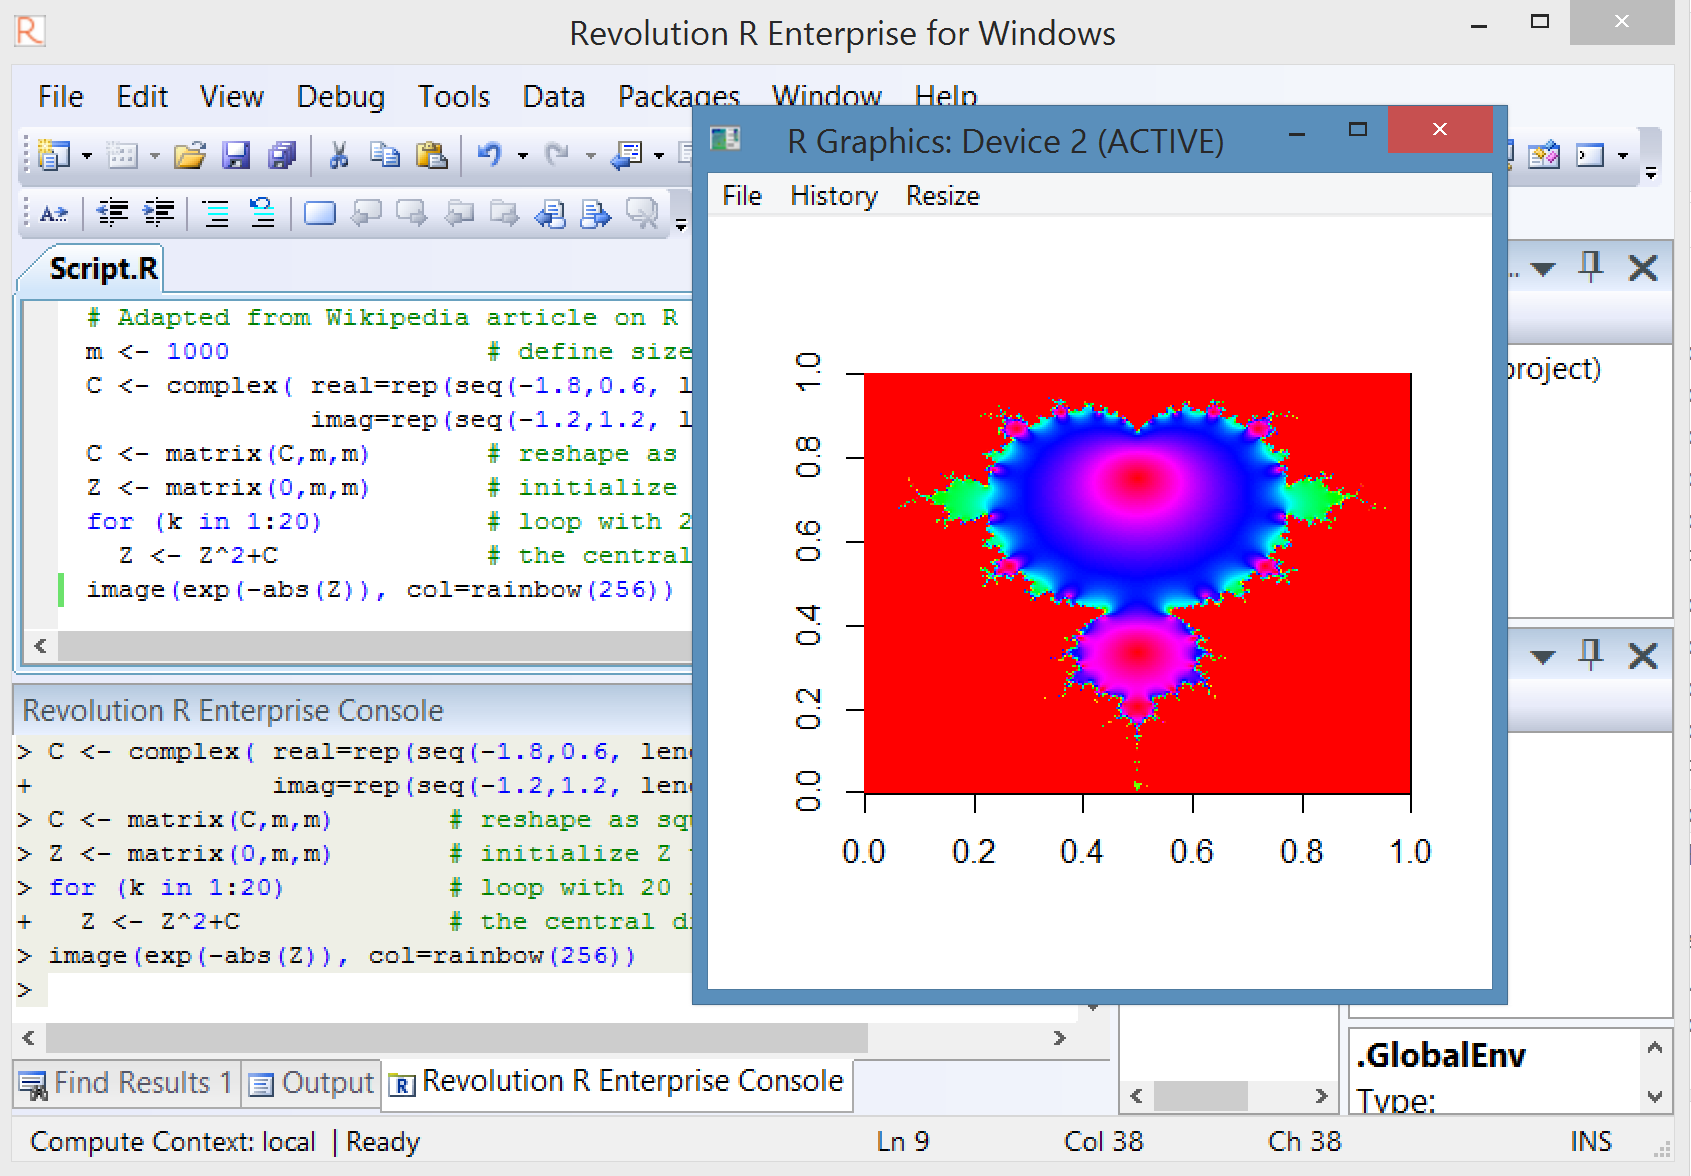 Revolution R Enterprise for Windows
File Edit View Debug Tools Data Packages Window Help
Script.R
# Adapted from Wikipedia article on R
m <- 1000 # define size
C <- complex( real=rep(seq(-1.8,0.6, l
imag=rep(seq(-1.2,1.2, l
C <- matrix(C,m,m) # reshape as
Z <- matrix(0,m,m) # initialize
for (k in 1:20) # loop with 2
Z <- Z^2+C # the central
image(exp(-abs(Z)), col=rainbow(256))
Revolution R Enterprise Console
> C <- complex( real=rep(seq(-1.8,0.6, len
+ imag=rep(seq(-1.2,1.2, len
> C <- matrix(C,m,m) # reshape as squ
> Z <- matrix(0,m,m) # initialize Z
> for (k in 1:20) # loop with 20
+ Z <- Z^2+C # the central d
> image(exp(-abs(Z)), col=rainbow(256))
>
R Graphics: Device 2 (ACTIVE)
File History Resize
1.0
0.8
0.6
0.4
0.2
0.0
0.0 0.2 0.4 0.6 0.8 1.0
project)
.GlobalEnv
Type:
Find Results 1 Output Revolution R Enterprise Console
Compute Context: local | Ready Ln 9 Col 38 Ch 38 INS